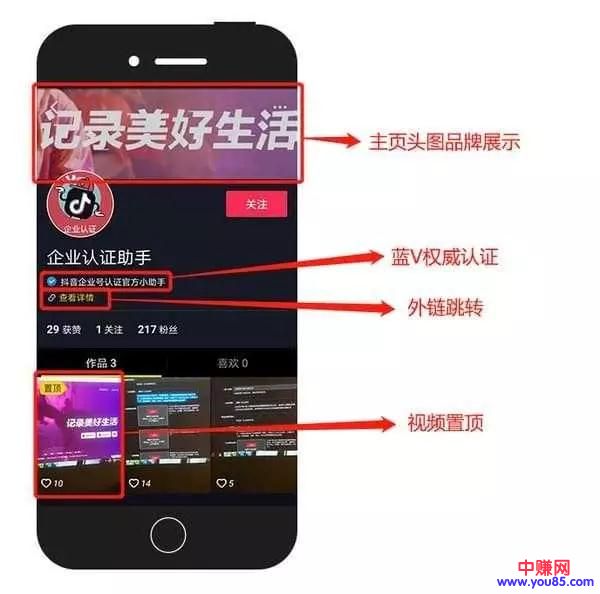 记录美好生活
主页头图品牌展示
企业认证
关注
企业认证助手
抖音企业号认证官方小助手
蓝V权威认证
查看详情
外链跳转
29 获赞 1 关注 217 粉丝
作品 3 喜欢 0
置顶
记录美好生活
视频置顶
10 14 5
中赚网
www.you85.com